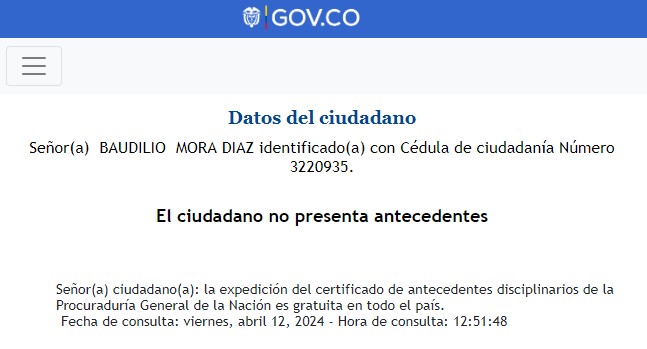 GOV.CO
Datos del ciudadano
Señor(a)  BAUDILIO  MORA DIAZ identificado(a) con Cédula de ciudadanía Número
3220935.
El ciudadano no presenta antecedentes
Señor(a) ciudadano(a): la expedición del certificado de antecedentes disciplinarios de la
Procuraduría General de la Nación es gratuita en todo el país.
Fecha de consulta: viernes, abril 12, 2024 - Hora de consulta: 12:51:48